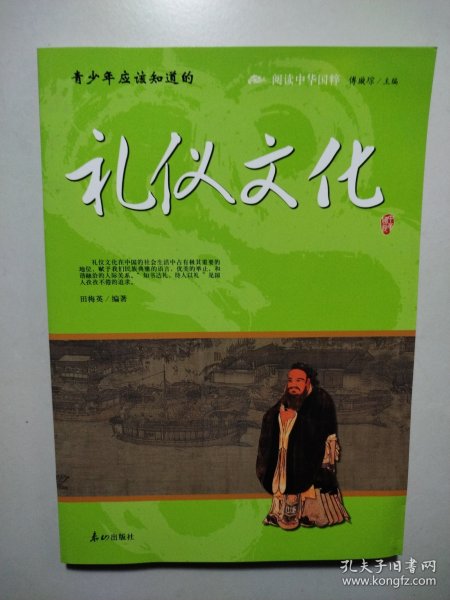 青少年应该知道的
阅读中华国粹 傅璇琮/主编
礼仪文化
礼仪文化在中国的社会生活中占有极其重要的
地位，赋予我们民族典雅的语言、优美的举止、和
谐融洽的人际关系。“知书达礼，待人以礼”是国
人孜孜不倦的追求。
田梅英/编著
泰山出版社
孔夫子旧书网
www.kongfz.com